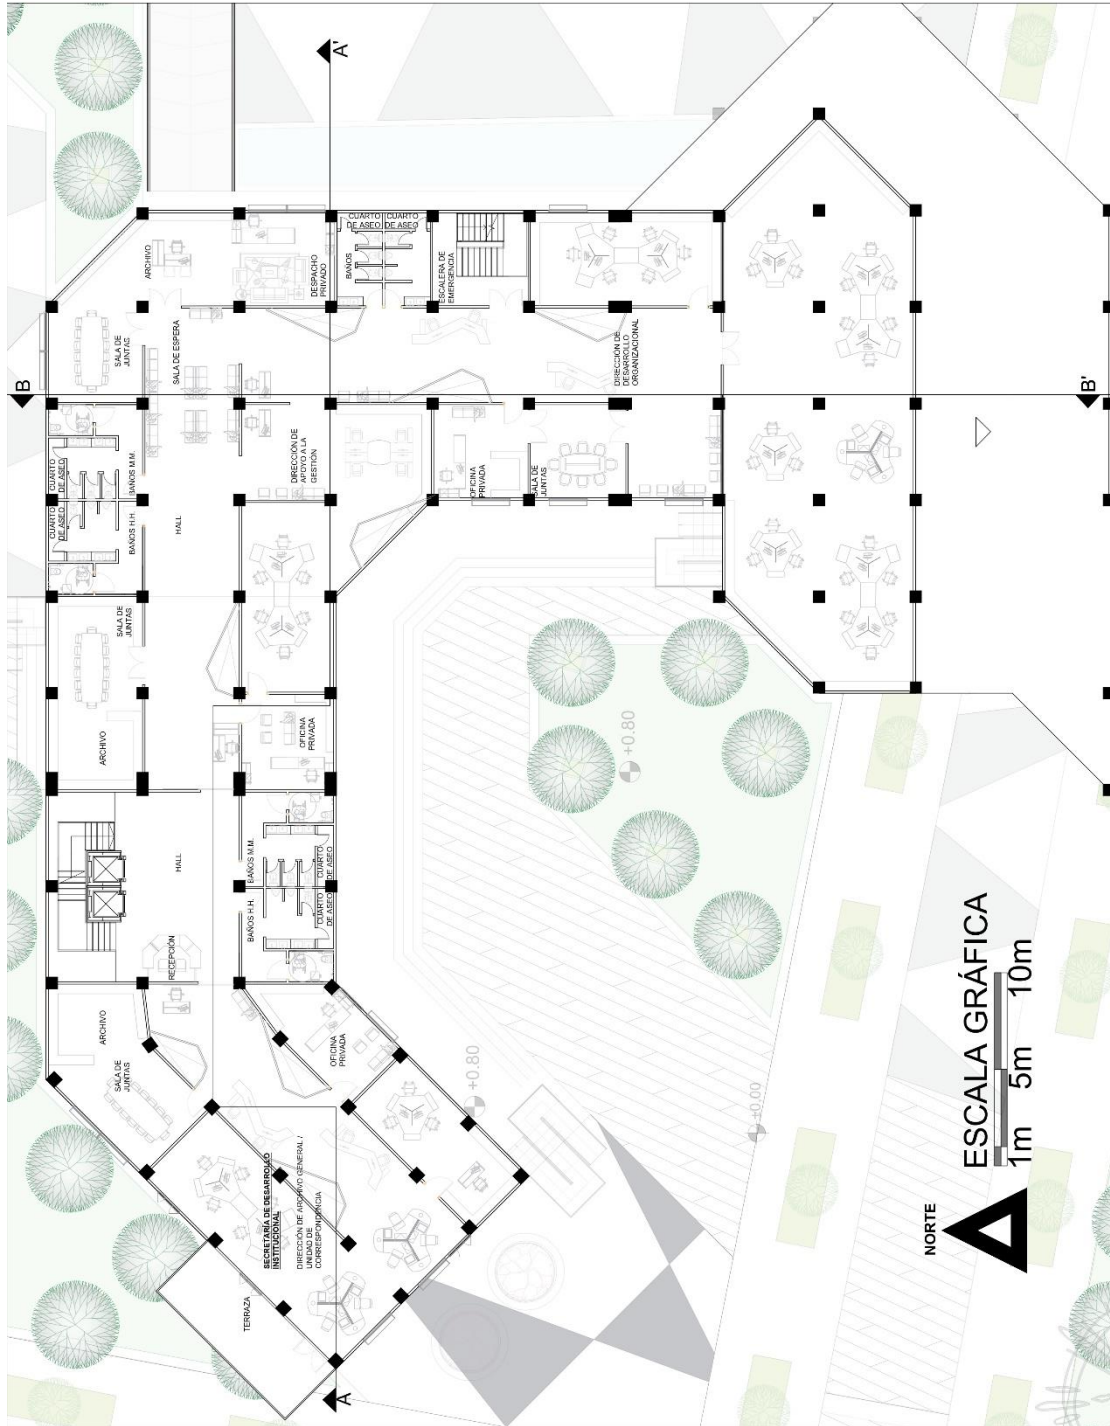 A'
B
B'
A
CUARTO
DE ASEO
CUARTO
DE ASEO
BAÑOS
ESCALERA DE
EMERGENCIA
ARCHIVO
DESPACHO
PRIVADO
SALA DE
JUNTAS
SALA DE ESPERA
DIRECCIÓN DE
DESARROLLO
ORGANIZACIONAL
CUARTO
DE ASEO
BAÑOS M.M.
CUARTO
DE ASEO
BAÑOS H.H.
HALL
DIRECCIÓN DE
APOYO A LA
GESTIÓN
OFICINA
PRIVADA
SALA DE
JUNTAS
SALA DE
JUNTAS
ARCHIVO
OFICINA
PRIVADA
HALL
BAÑOS M.M.
CUARTO
DE ASEO
BAÑOS H.H.
CUARTO
DE ASEO
RECEPCIÓN
ARCHIVO
SALA DE
JUNTAS
OFICINA
PRIVADA
SECRETARÍA DE DESARROLLO
INSTITUCIONAL
DIRECCIÓN DE ARCHIVO GENERAL /
UNIDAD DE
CORRESPONDENCIA
TERRAZA
+0.80
+0.80
±0.00
ESCALA GRÁFICA
1m 5m 10m
NORTE